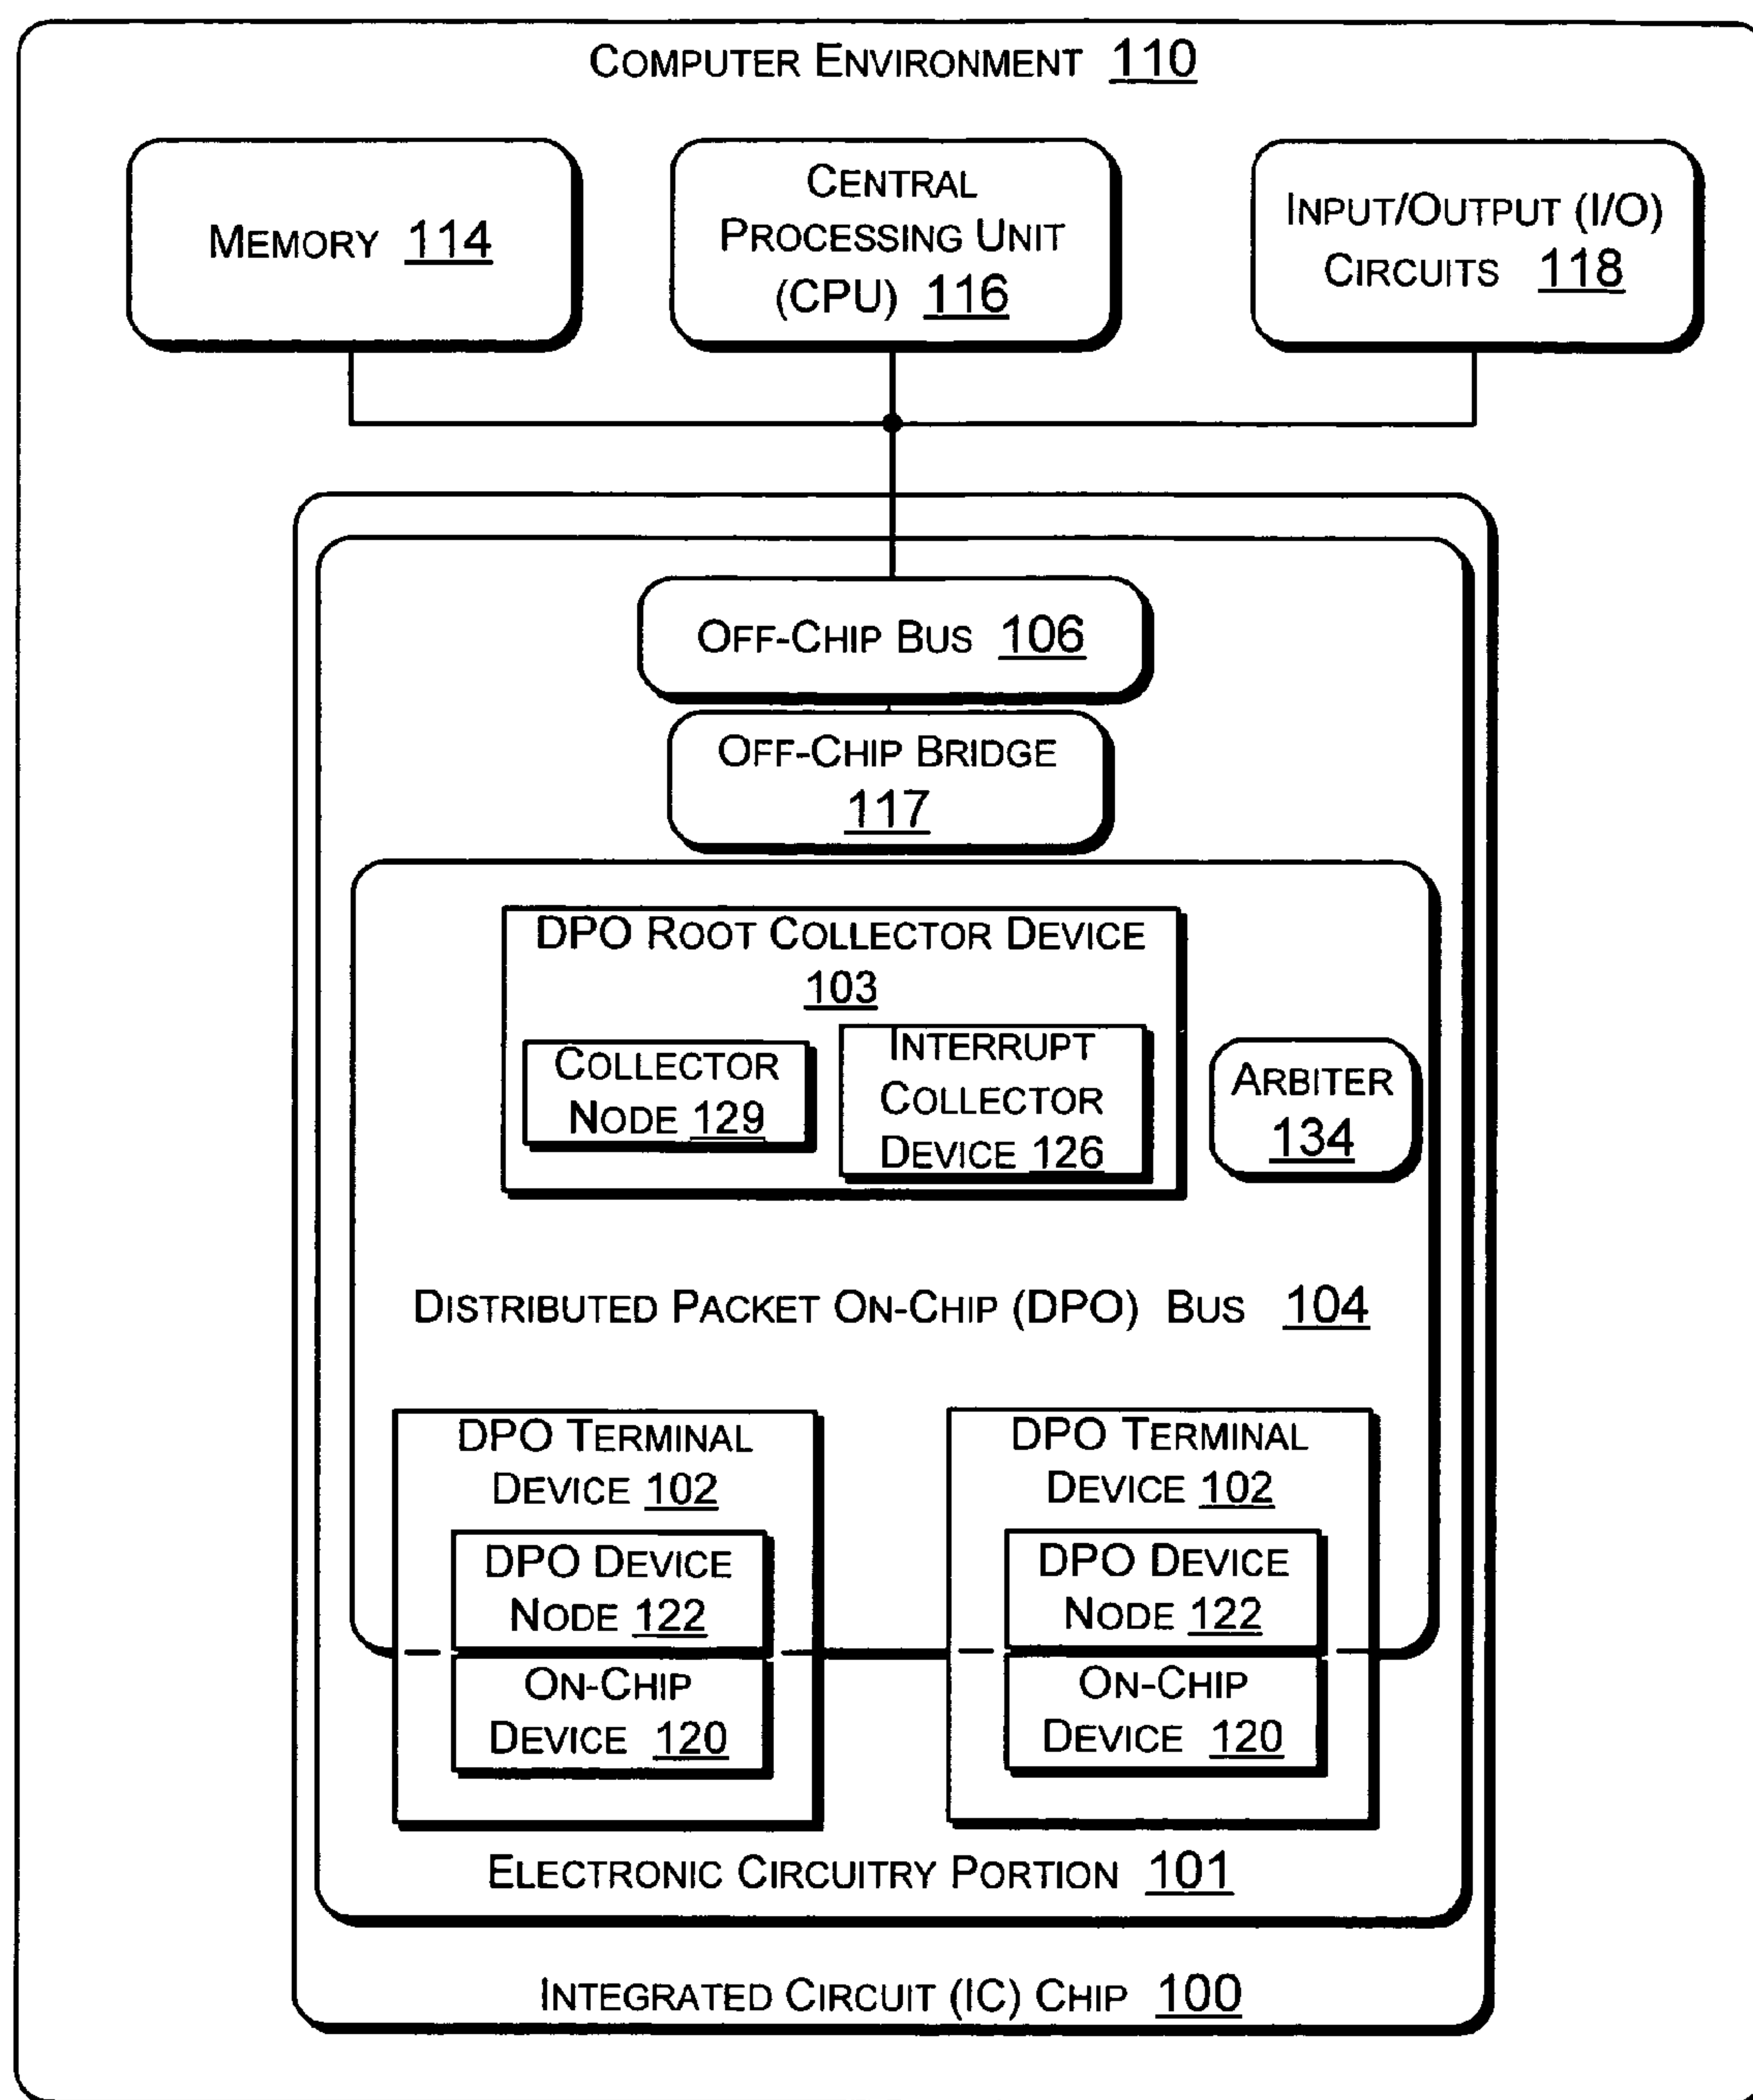 COMPUTER ENVIRONMENT 110
MEMORY 114
CENTRAL
PROCESSING UNIT
(CPU) 116
INPUT/OUTPUT (I/O)
CIRCUITS 118
OFF-CHIP BUS 106
OFF-CHIP BRIDGE
117
DPO ROOT COLLECTOR DEVICE
103
COLLECTOR
NODE 129
INTERRUPT
COLLECTOR
DEVICE 126
ARBITER
134
DISTRIBUTED PACKET ON-CHIP (DPO) BUS 104
DPO TERMINAL
DEVICE 102
DPO DEVICE
NODE 122
ON-CHIP
DEVICE 120
DPO TERMINAL
DEVICE 102
DPO DEVICE
NODE 122
ON-CHIP
DEVICE 120
ELECTRONIC CIRCUITRY PORTION 101
INTEGRATED CIRCUIT (IC) CHIP 100